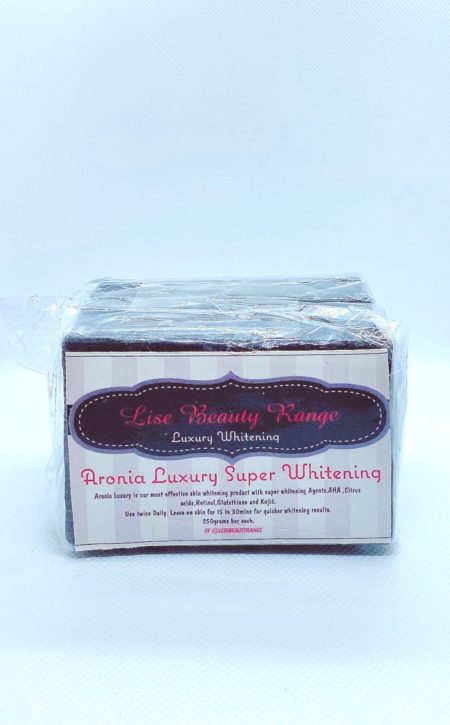 Lise Beauty Range
Luxury Whitening
Aronia Luxury Super Whitening
Aronia Luxury is our most effective skin whitening product with super whitening Agents,AHA ,Citrus
acids,Retinol,Glutathione and Kojic.
Use twice Daily. Leave on skin for 15 to 30mins for quicker whitening results.
250grams bar each.
FF @LISEBEAUTYRANGE